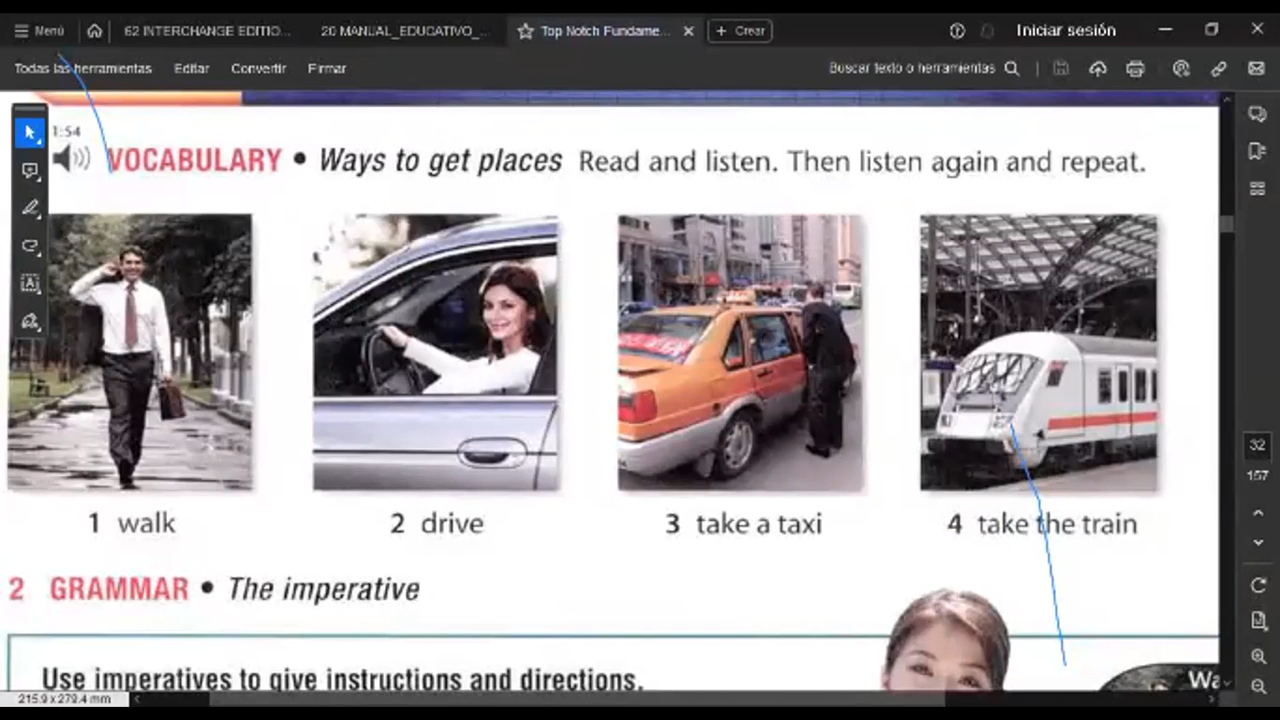 Menú 62 INTERCHANGE EDITIO... 20 MANUAL_EDUCATIVO_... Top Notch Fundame... Crear Iniciar sesión
Todas las herramientas Editar Convertir Firmar Buscar texto o herramientas
1:54
VOCABULARY • Ways to get places Read and listen. Then listen again and repeat.
1 walk 2 drive 3 take a taxi 4 take the train
2 GRAMMAR • The imperative
Use imperatives to give instructions and directions.
Wa
32
157
215.9 x 279.4 mm